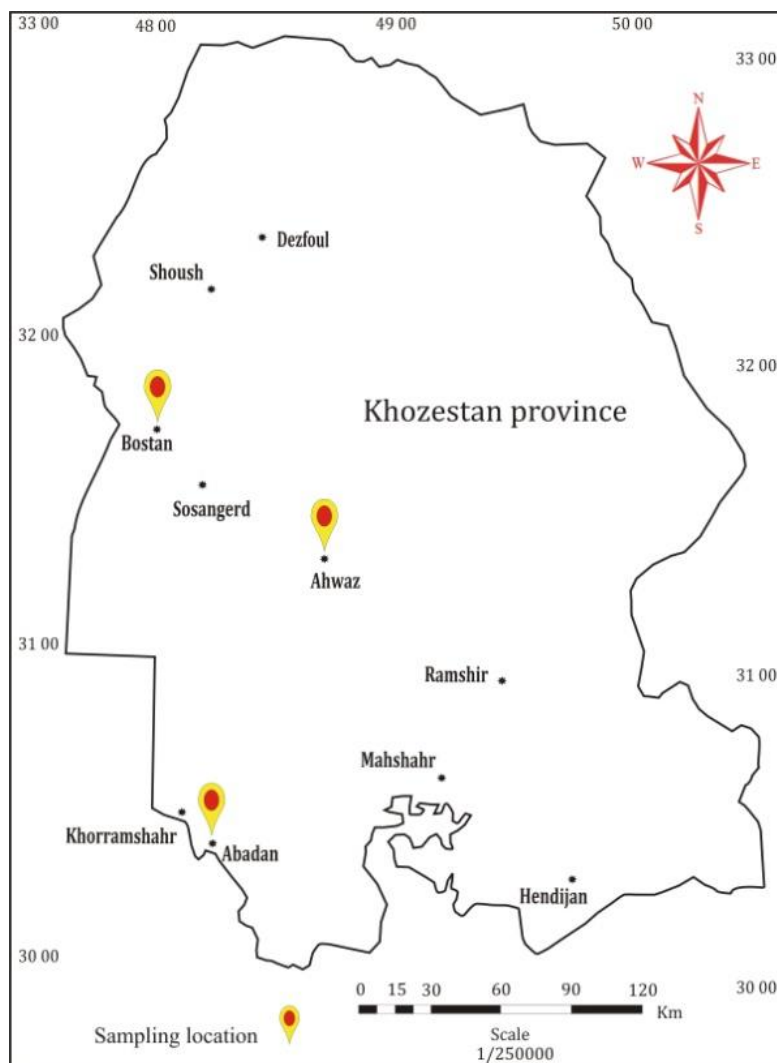 33 00
48 00
49 00
50 00
33 00
N
W
E
S
Dezfoul
Shoush
32 00
32 00
Khozestan province
Bostan
Sosangerd
Ahwaz
31 00
31 00
Ramshir
Mahshahr
Khorramshahr
Abadan
Hendijan
30 00
30 00
0 15 30 60 90 120
Km
Sampling location
Scale
1/250000